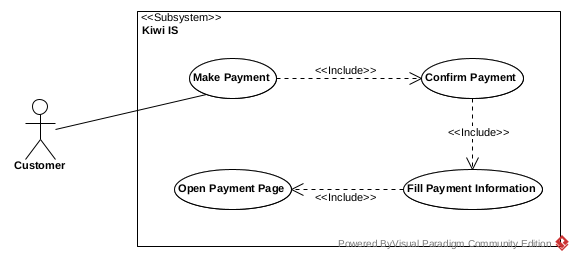 <<Subsystem>>
Kiwi IS
Make Payment
<<Include>>
Confirm Payment
<<Include>>
Customer
Open Payment Page
<<Include>>
Fill Payment Information
Powered ByVisual Paradigm Community Edition